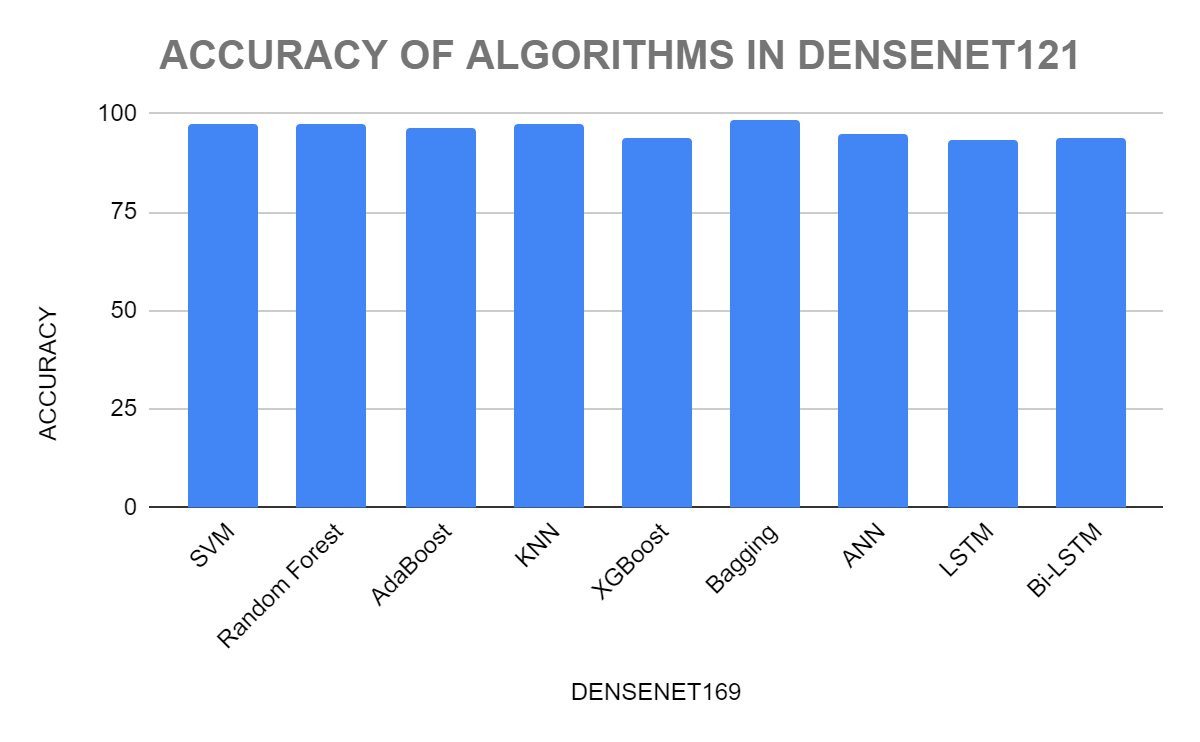 ACCURACY OF ALGORITHMS IN DENSENET121
100
75
50
25
0
ACCURACY
SVM
Random Forest
AdaBoost
KNN
XGBoost
Bagging
ANN
LSTM
Bi-LSTM
DENSENET169